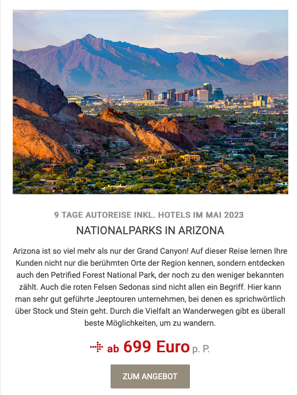 9 TAGE AUTOREISE INKL. HOTELS IM MAI 2023
NATIONALPARKS IN ARIZONA
Arizona ist so viel mehr als nur der Grand Canyon! Auf dieser Reise lernen Ihre
Kunden nicht nur die berühmten Orte der Region kennen, sondern entdecken
auch den Petrified Forest National Park, der noch zu den weniger bekannten
zählt. Auch die roten Felsen Sedonas sind nicht allen ein Begriff. Hier kann
man sehr gut geführte Jeeptouren unternehmen, bei denen es sprichwörtlich
über Stock und Stein geht. Durch die Vielfalt an Wanderwegen gibt es überall
beste Möglichkeiten, um zu wandern.
ab 699 Euro p. P.
ZUM ANGEBOT